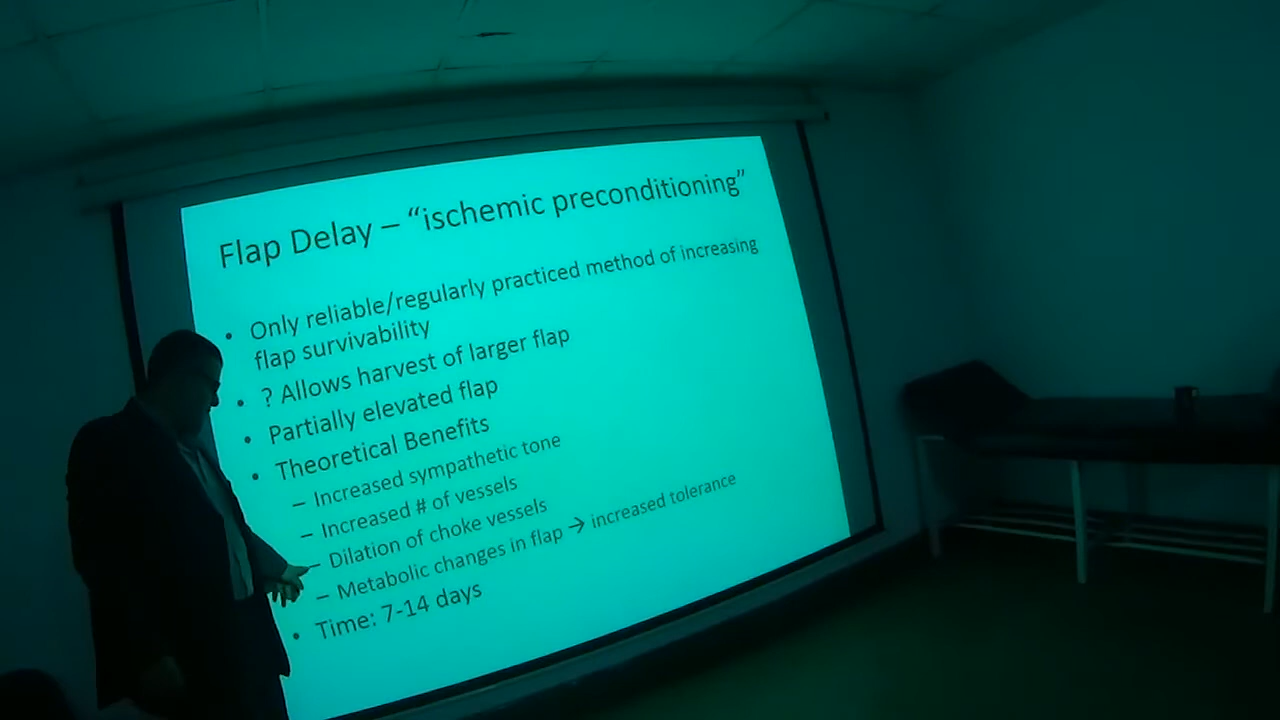 Flap Delay – “ischemic preconditioning”
• Only reliable/regularly practiced method of increasing
flap survivability
• ? Allows harvest of larger flap
• Partially elevated flap
• Theoretical Benefits
– Increased sympathetic tone
– Increased # of vessels
– Dilation of choke vessels
– Metabolic changes in flap → increased tolerance
• Time: 7-14 days